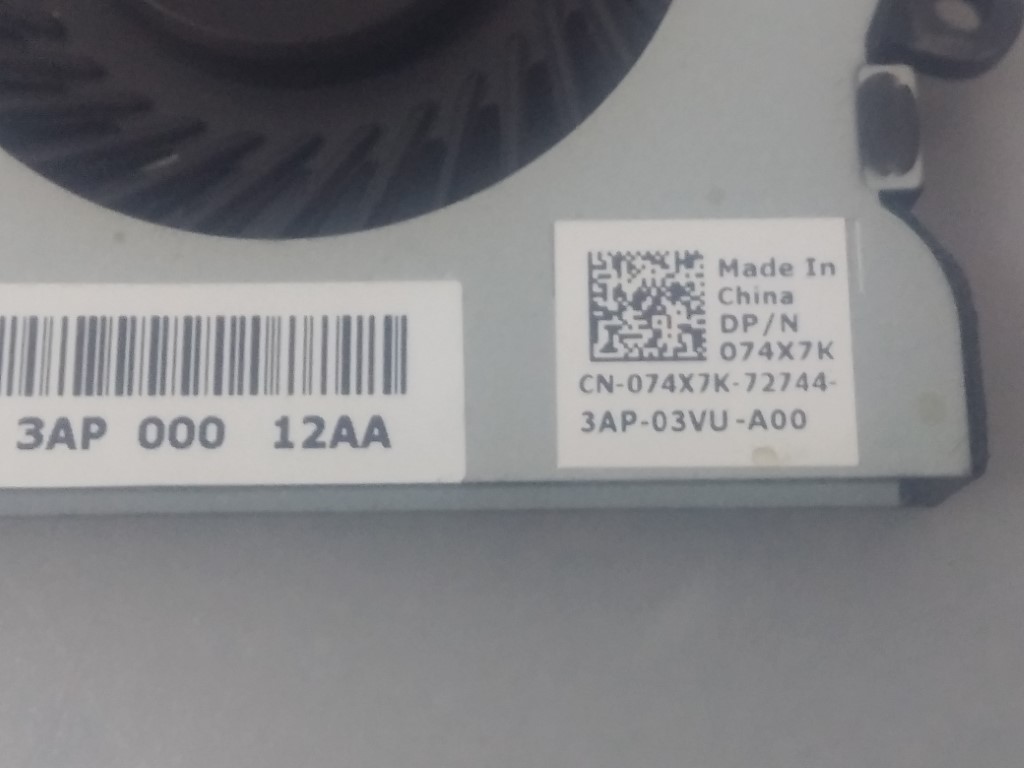 3AP 000 12AA
Made In
China
DP/N
074X7K
CN-074X7K-72744-
3AP-03VU-A00